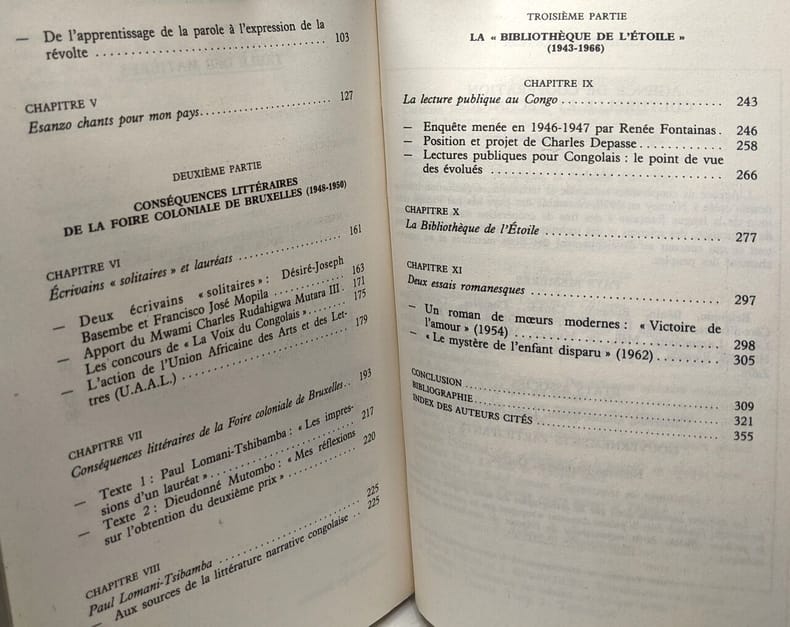 — De l'apprentissage de la parole à l'expression de la
révolte ........................................ 103
CHAPITRE V
Esanzo chants pour mon pays........................ 127
DEUXIÈME PARTIE
CONSÉQUENCES LITTÉRAIRES
DE LA FOIRE COLONIALE DE BRUXELLES (1948-1950)
CHAPITRE VI
Écrivains « solitaires » et lauréats .................... 161
— Deux écrivains « solitaires » : Désiré-Joseph
Basembe et Francisco José Mopila ............... 163
— Apport du Mwami Charles Rudahigwa Mutara III . 171
— Les concours de « La Voix du Congolais » ......... 175
— L'action de l'Union Africaine des Arts et des Let-
tres (U.A.A.L.) .............................. 179
CHAPITRE VII
Conséquences littéraires de la Foire coloniale de Bruxelles.. 193
— Texte 1 : Paul Lomani-Tshibamba : « Les impres-
sions d'un lauréat » .......................... 217
— Texte 2 : Dieudonné Mutombo : « Mes réflexions
sur l'obtention du deuxième prix » ............... 220
CHAPITRE VIII
Paul Lomani-Tsibamba ............................ 225
— Aux sources de la littérature narrative congolaise .. 225
TROISIÈME PARTIE
LA « BIBLIOTHÈQUE DE L'ÉTOILE »
(1943-1966)
CHAPITRE IX
La lecture publique au Congo ........................ 243
— Enquête menée en 1946-1947 par Renée Fontainas . 246
— Position et projet de Charles Depasse ............. 258
— Lectures publiques pour Congolais : le point de vue
des évolués .................................. 266
CHAPITRE X
La Bibliothèque de l'Étoile .......................... 277
CHAPITRE XI
Deux essais romanesques ............................ 297
— Un roman de mœurs modernes : « Victoire de
l'amour » (1954) .............................. 298
— « Le mystère de l'enfant disparu » (1962) ......... 305
CONCLUSION ........................................ 309
BIBLIOGRAPHIE ...................................... 321
INDEX DES AUTEURS CITÉS ............................ 355